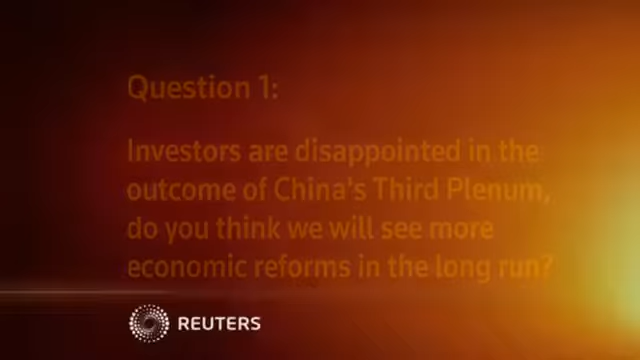 Question 1:
Investors are disappointed in the
outcome of China's Third Plenum,
do you think we will see more
economic reforms in the long run?
REUTERS